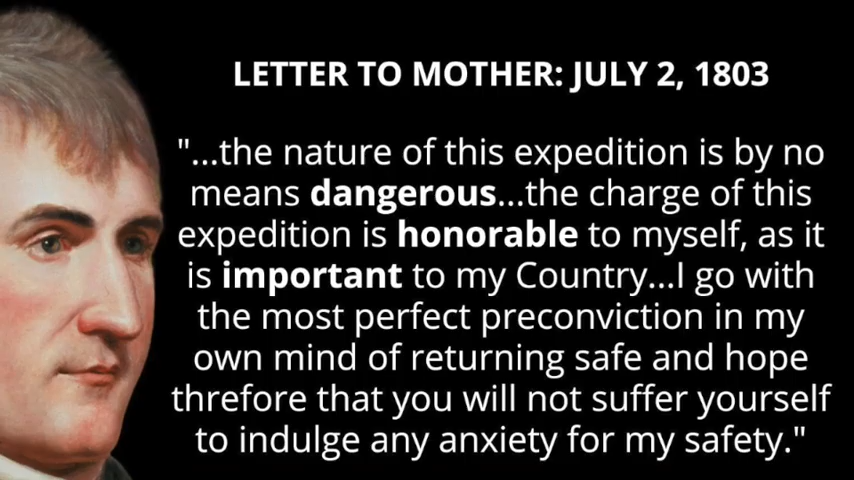 LETTER TO MOTHER: JULY 2, 1803
"...the nature of this expedition is by no
means dangerous...the charge of this
expedition is honorable to myself, as it
is important to my Country...I go with
the most perfect preconviction in my
own mind of returning safe and hope
threfore that you will not suffer yourself
to indulge any anxiety for my safety."